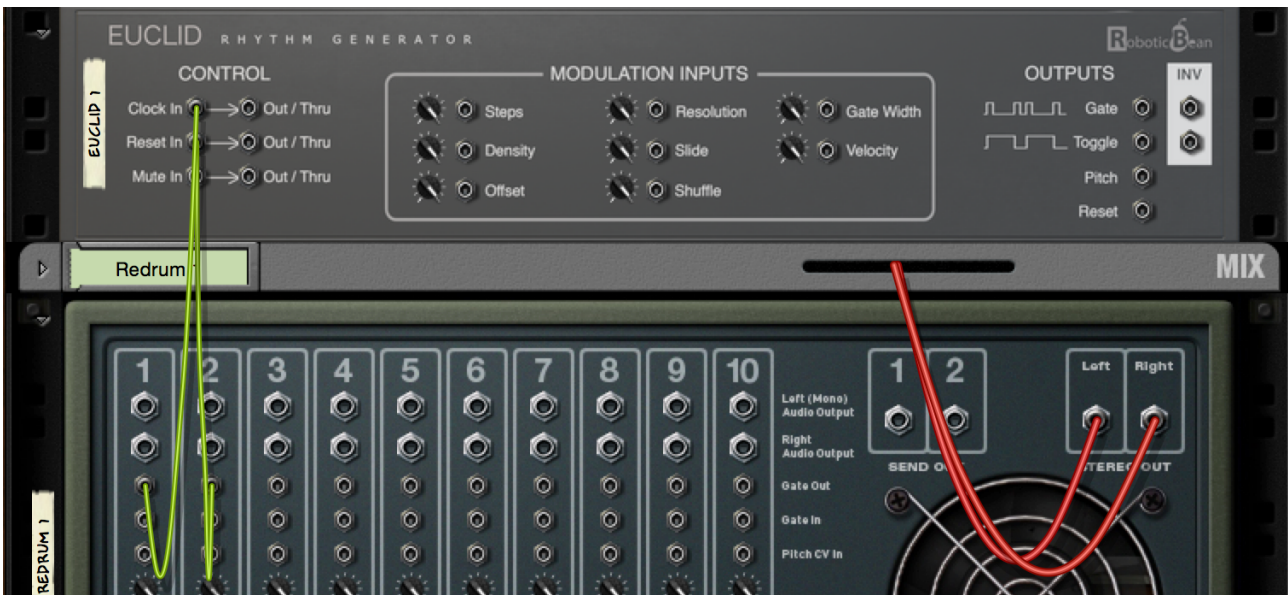 EUCLID RHYTHM GENERATOR
RoboticBean
EUCLID 1
CONTROL
Clock In
Out / Thru
Reset In
Out / Thru
Mute In
Out / Thru
MODULATION INPUTS
Steps
Resolution
Gate Width
Density
Slide
Velocity
Offset
Shuffle
OUTPUTS
INV
Gate
Toggle
Pitch
Reset
Redrum
MIX
1 2 3 4 5 6 7 8 9 10
Left (Mono)
Audio Output
Right
Audio Output
Gate Out
Gate In
Pitch CV In
1 2
SEND OUT
Left Right
STEREO OUT
REDRUM 1